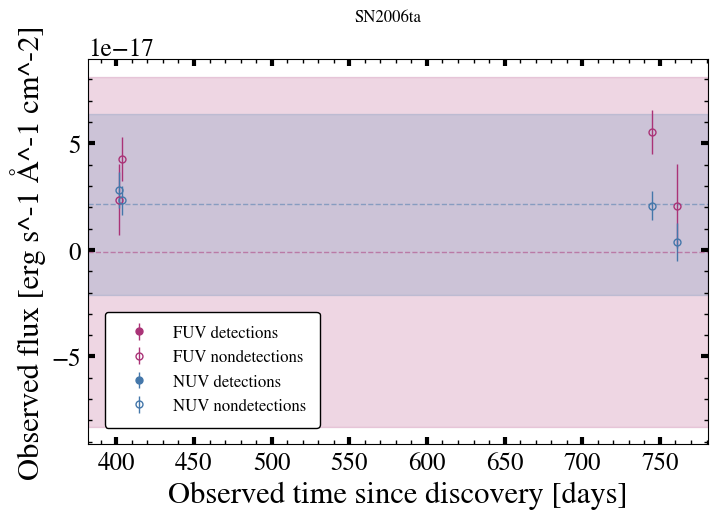 SN2006ta
1e−17
Observed flux [erg s^-1 Å^-1 cm^-2]
5
0
−5
FUV detections
FUV nondetections
NUV detections
NUV nondetections
400 450 500 550 600 650 700 750
Observed time since discovery [days]